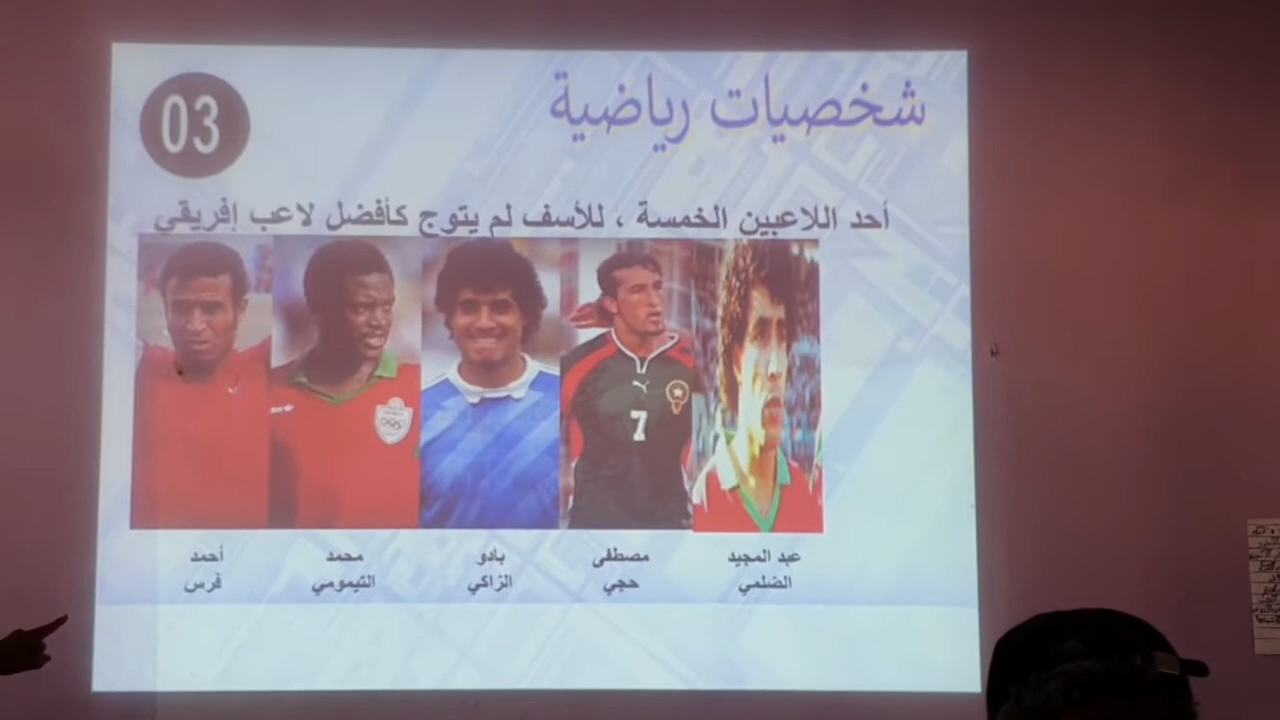 شخصيات رياضية
03
أحد اللاعبين الخمسة ، للأسف لم يتوج كأفضل لاعب إفريقي
7
عبد المجيد
الضلمي
مصطفى
حجي
بادو
الزاكي
محمد
التيمومي
أحمد
فرس